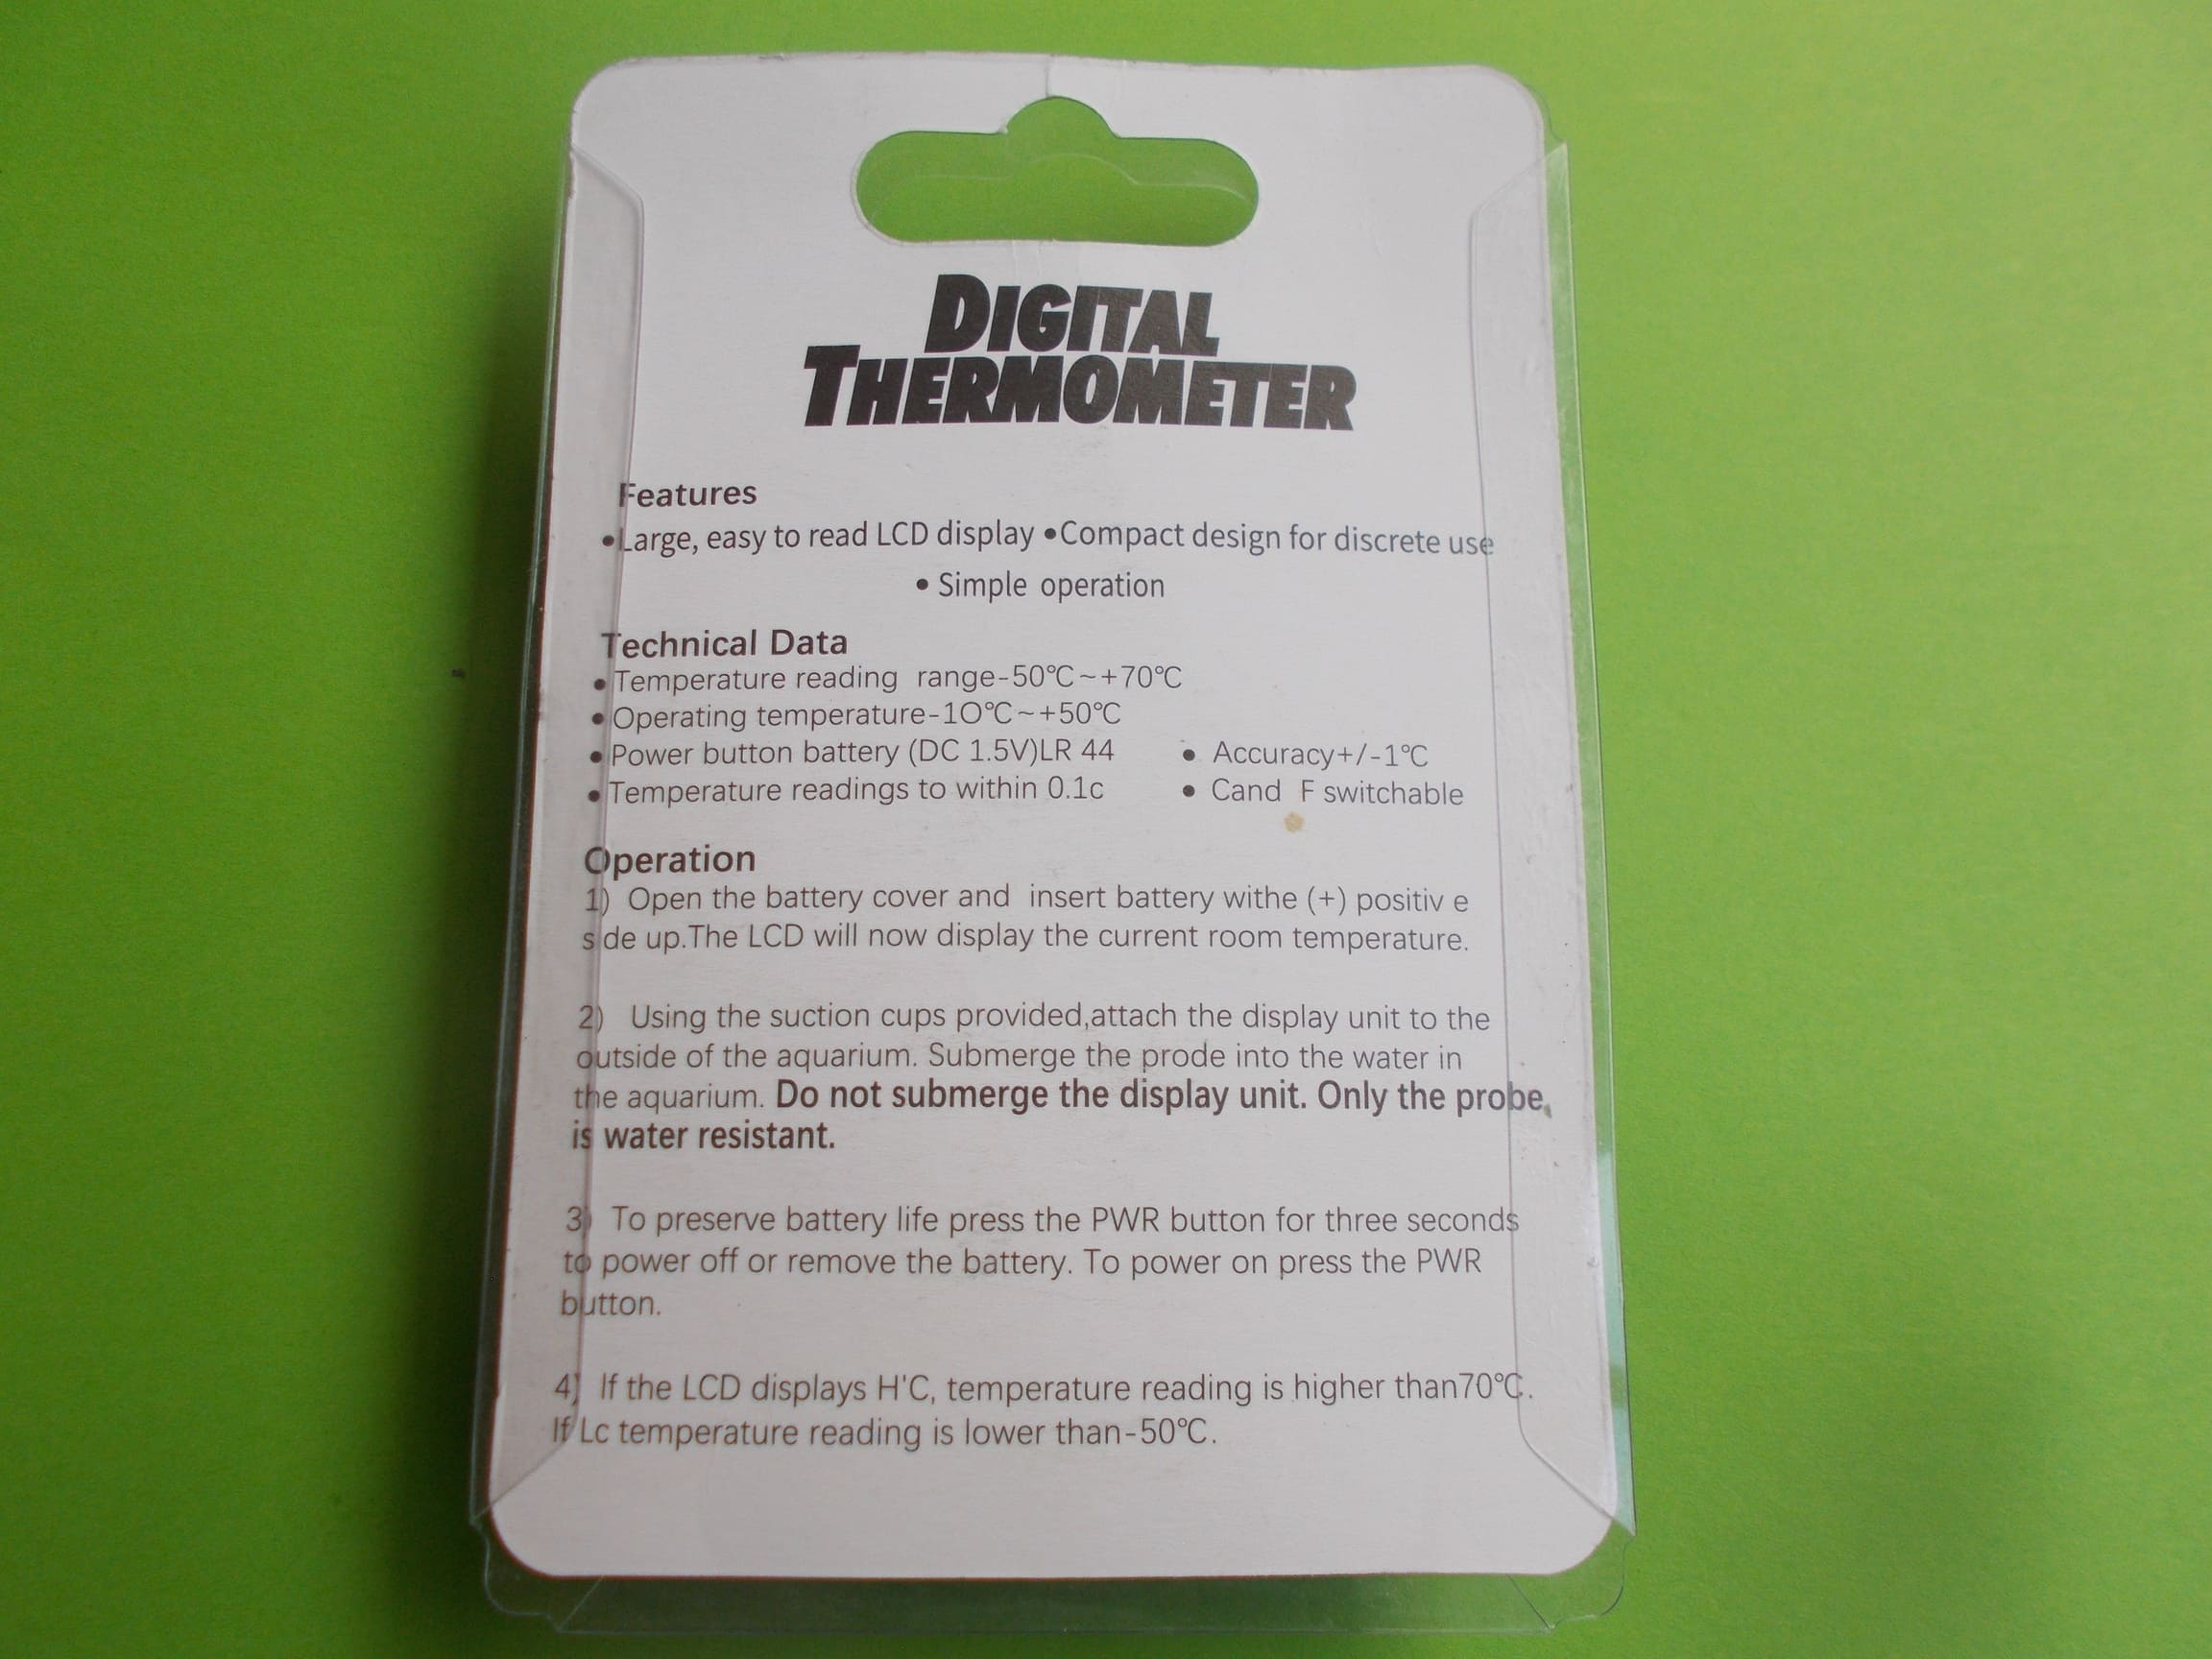 DIGITAL
THERMOMETER
Features
•Large, easy to read LCD display •Compact design for discrete use
• Simple operation
Technical Data
•Temperature reading range-50℃~+70℃
•Operating temperature-1O℃~+50℃
•Power button battery (DC 1.5V)LR 44 • Accuracy+/-1℃
•Temperature readings to within 0.1c • Cand F switchable
Operation
1) Open the battery cover and insert battery withe (+) positiv e
side up.The LCD will now display the current room temperature.
2) Using the suction cups provided,attach the display unit to the
outside of the aquarium. Submerge the prode into the water in
the aquarium. Do not submerge the display unit. Only the probe,
is water resistant.
3) To preserve battery life press the PWR button for three seconds
to power off or remove the battery. To power on press the PWR
button.
4) If the LCD displays H'C, temperature reading is higher than70℃.
If Lc temperature reading is lower than-50℃.